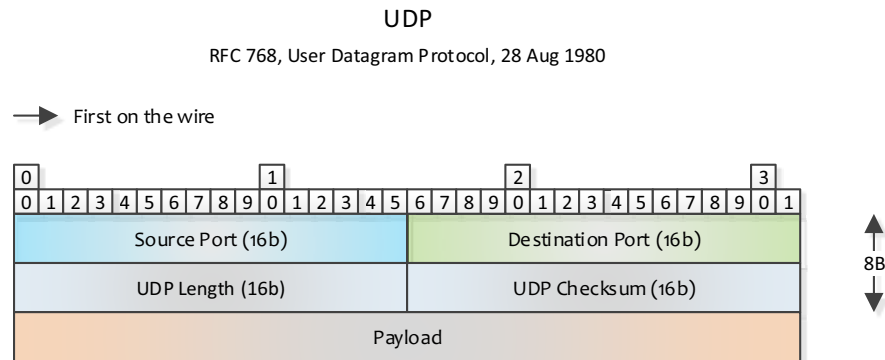 UDP
RFC 768, User Datagram Protocol, 28 Aug 1980
First on the wire
0 1 2 3
0 1 2 3 4 5 6 7 8 9 0 1 2 3 4 5 6 7 8 9 0 1 2 3 4 5 6 7 8 9 0 1
Source Port (16b) Destination Port (16b)
8B
UDP Length (16b) UDP Checksum (16b)
Payload